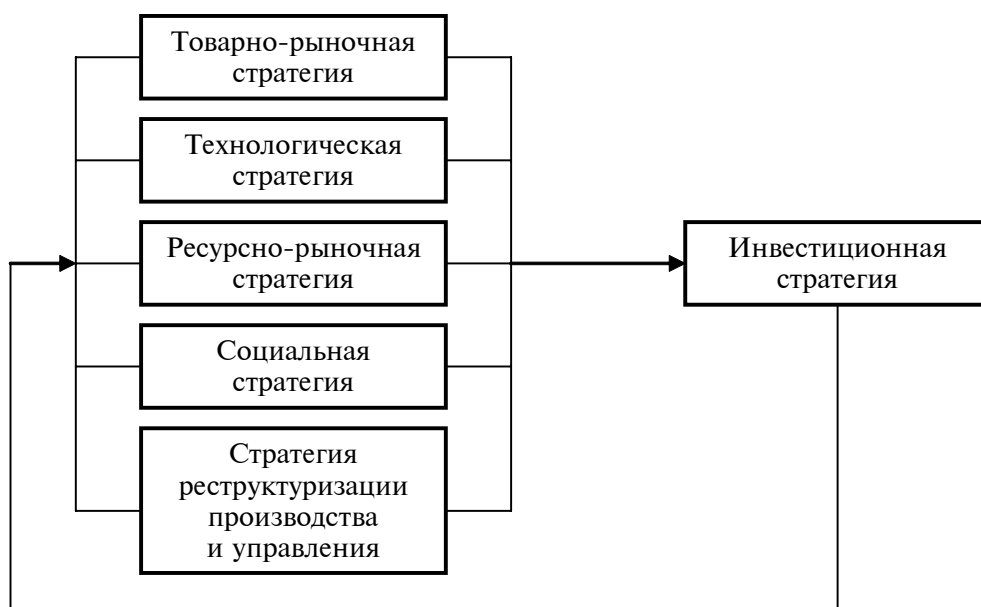 Товарно-рыночная
стратегия
Технологическая
стратегия
Ресурсно-рыночная
стратегия
Социальная
стратегия
Стратегия
реструктуризации
производства
и управления
Инвестиционная
стратегия